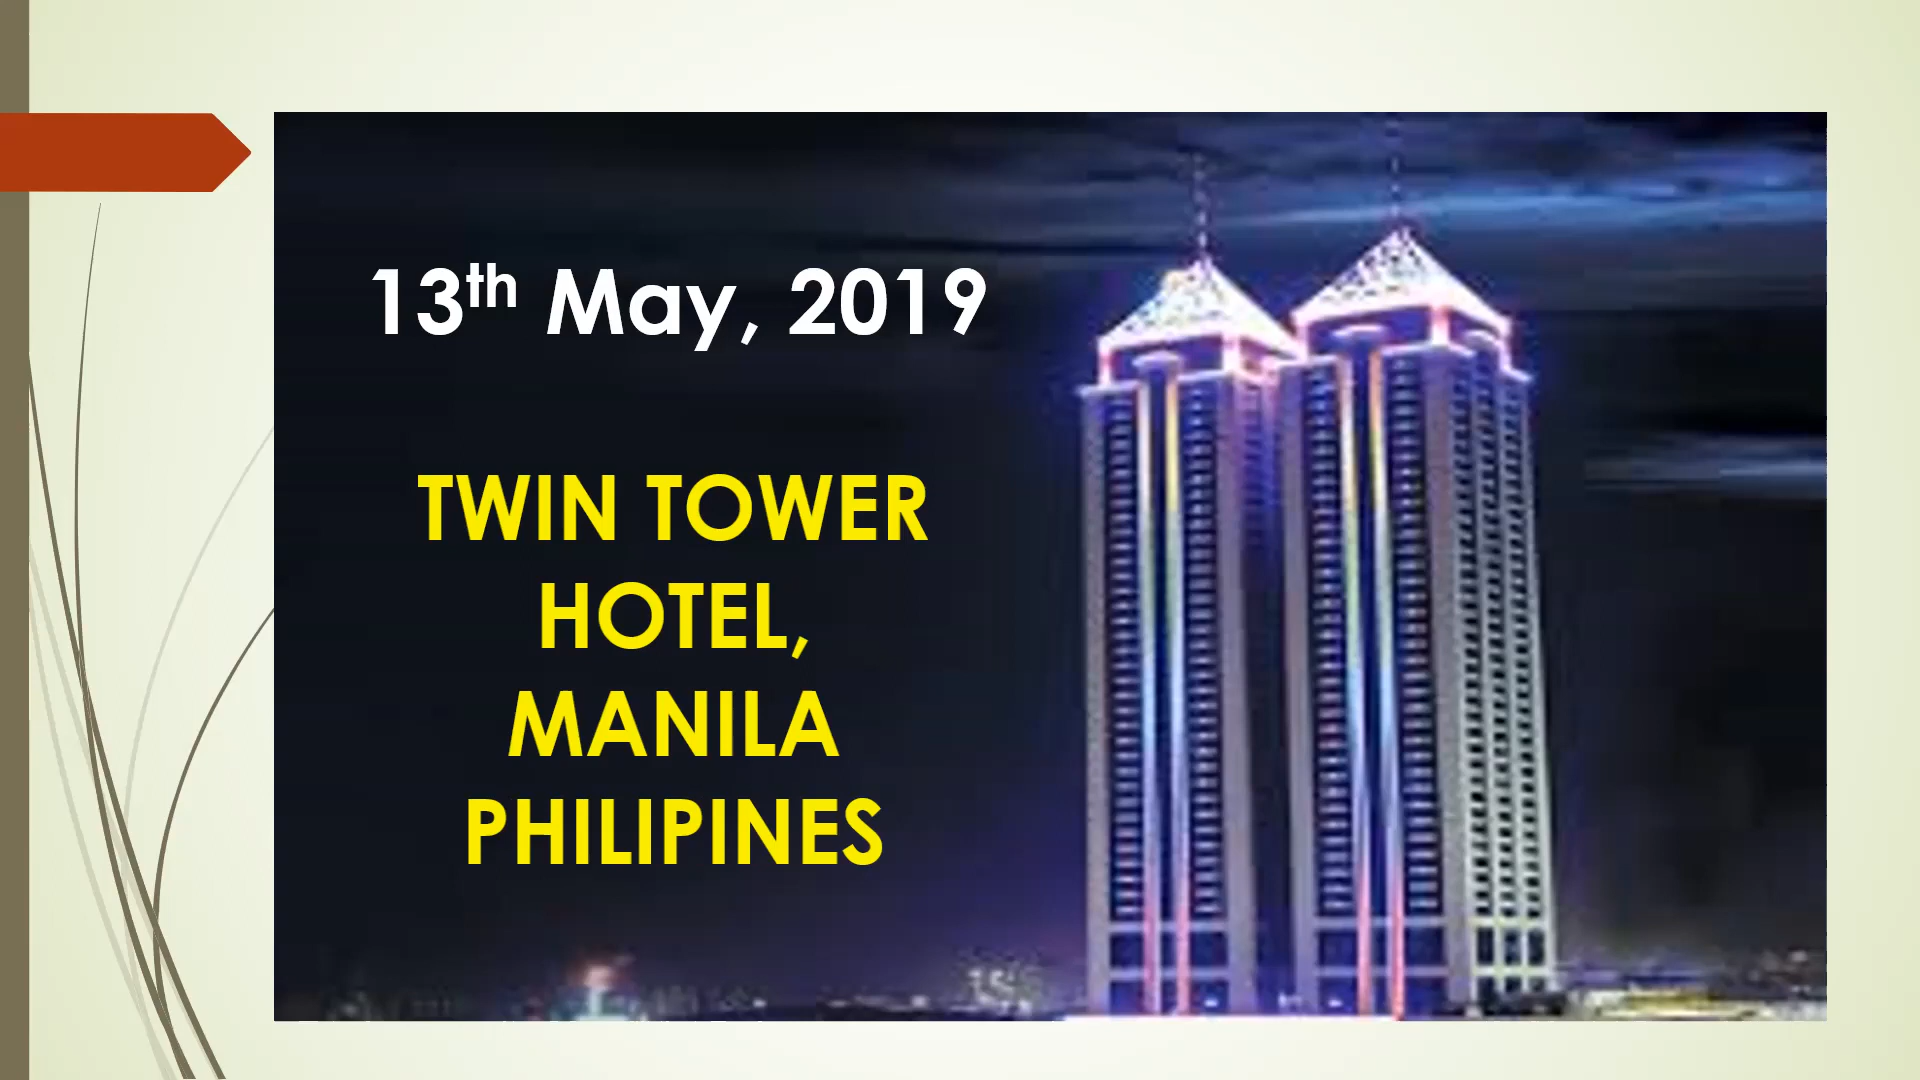 13th May, 2019
TWIN TOWER
HOTEL,
MANILA
PHILIPINES